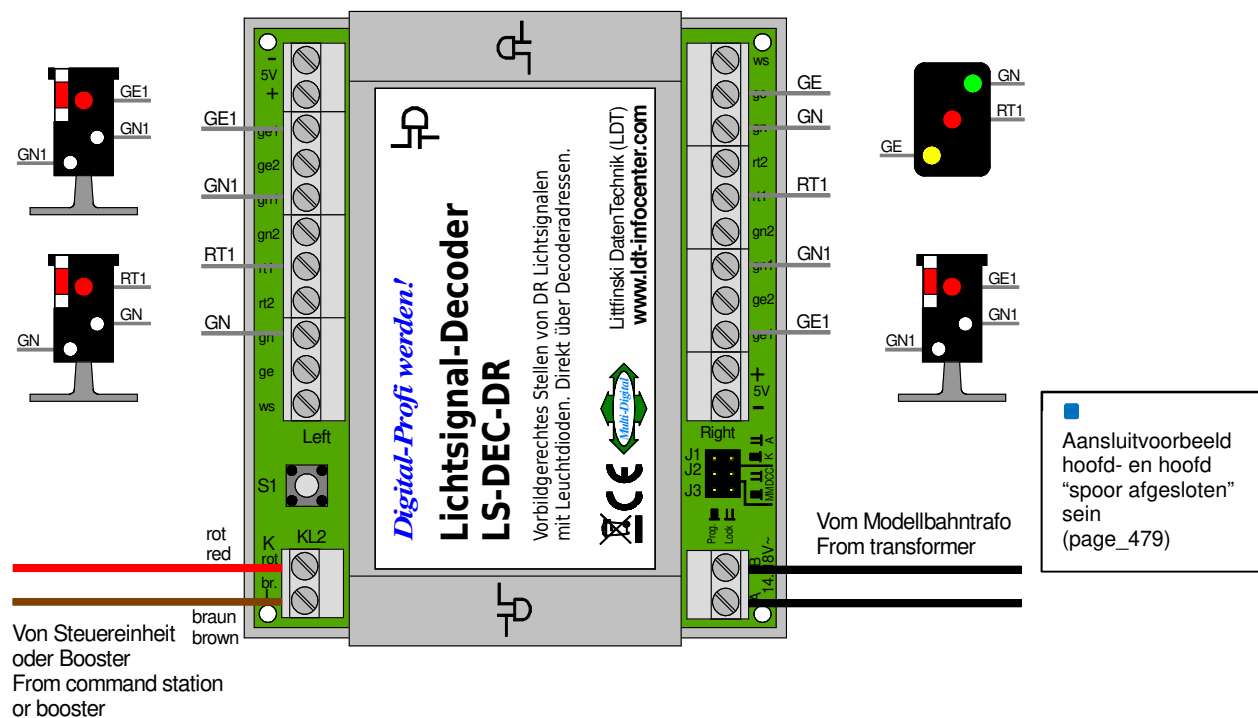 GE1
GN1
GN1
RT1
GN
GN
GE1
GN1
RT1
GN
-
5V
+
ge1
ge2
gn1
gn2
rt1
rt2
gn
ge
ws
Left
S1
KL2
K
rot
br.
rot
red
braun
brown
Von Steuereinheit
oder Booster
From command station
or booster
Digital-Profi werden!
Lichtsignal-Decoder
LS-DEC-DR
Vorbildgerechtes Stellen von DR Lichtsignalen
mit Leuchtdioden. Direkt über Decoderadressen.
Littfinski DatenTechnik (LDT)
www.ldt-infocenter.com
Multi-Digital
CE
ws
ge
gn
rt2
rt1
gn2
gn1
ge2
ge1
+
5V
-
Right
J1
J2
J3
A
K
DCC
MM
Prog.
Lock
B
A
GE
GN
RT1
GN1
GE1
GN
RT1
GE
GE1
GN1
GN1
Vom Modellbahntrafo
From transformer
Aansluitvoorbeeld
hoofd- en hoofd
“spoor afgesloten”
sein
(page_479)